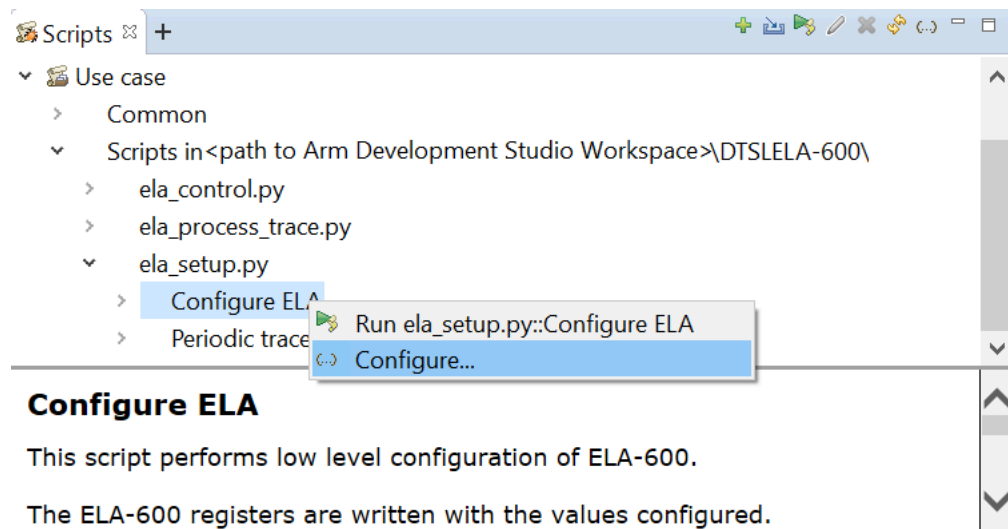 Scripts
Use case
Common
Scripts in<path to Arm Development Studio Workspace>\DTSLELA-600\
ela_control.py
ela_process_trace.py
ela_setup.py
Configure ELA
Run ela_setup.py::Configure ELA
Periodic trace
Configure...
Configure ELA
This script performs low level configuration of ELA-600.
The ELA-600 registers are written with the values configured.